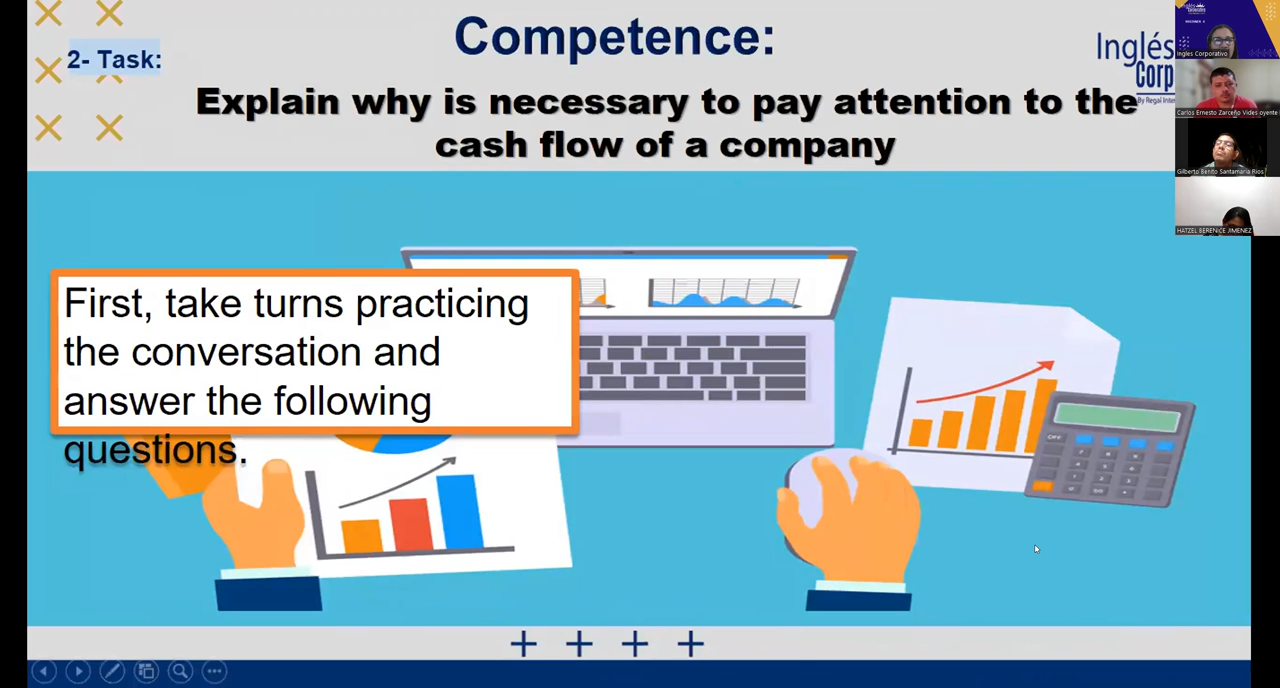 Competence:
2- Task:
Explain why is necessary to pay attention to the
cash flow of a company
Inglés
Corp
By Regal Inter
First, take turns practicing
the conversation and
answer the following
questions.
Ingles Corporativo
Carlos Ernesto Zarceño Vides oyente
Gilberto Benito Santamaria Rios
HATZEL BERENICE JIMENEZ